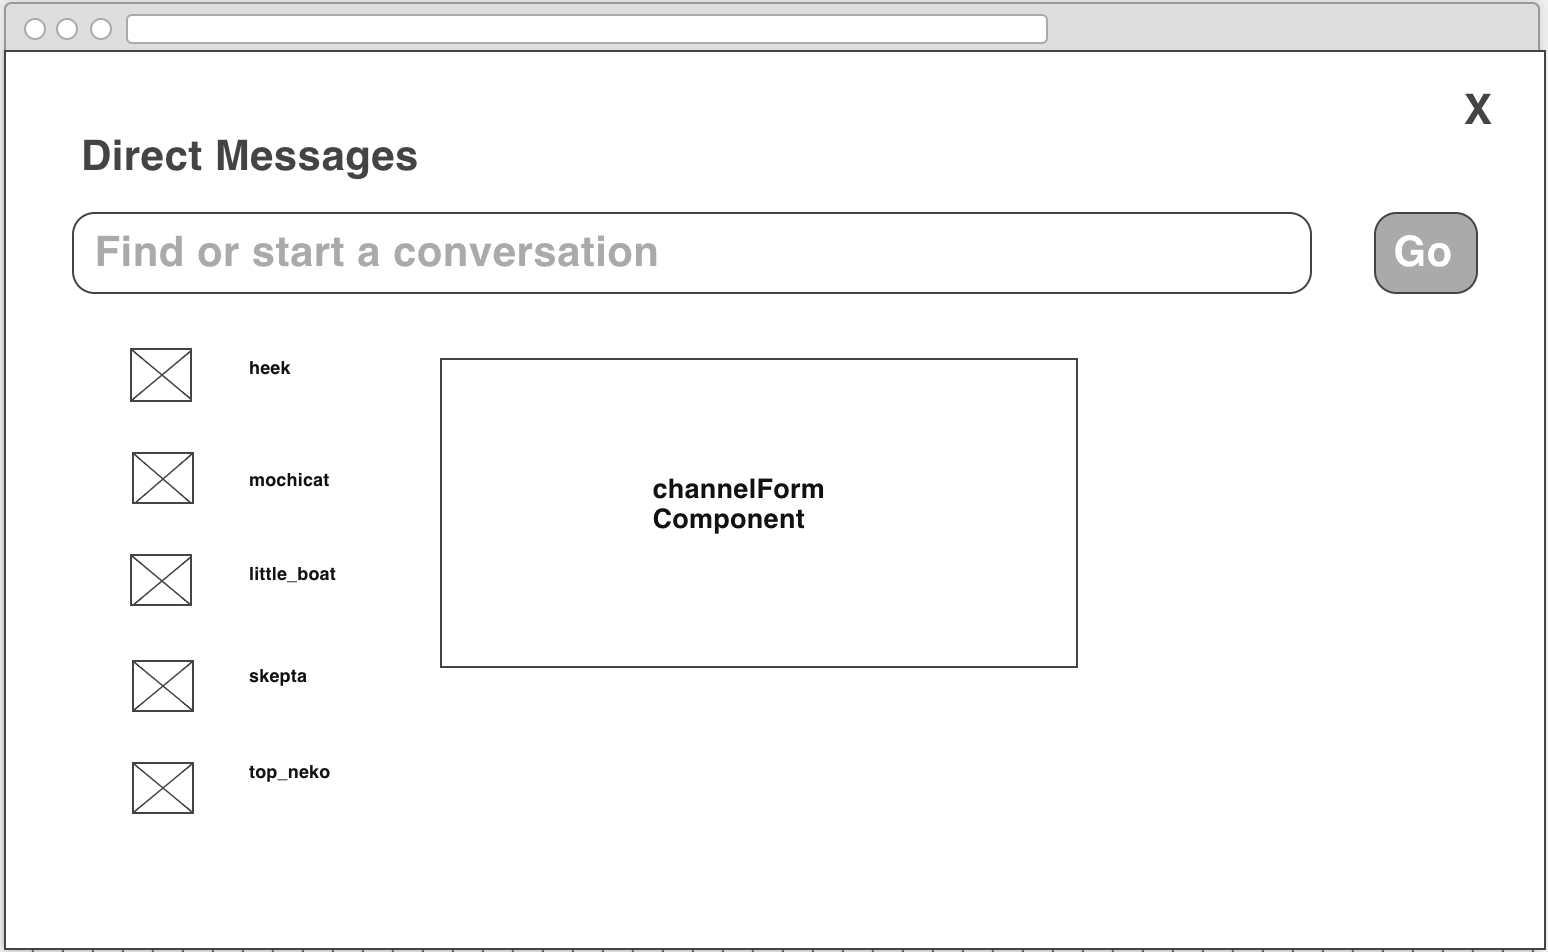 X
Direct Messages
Find or start a conversation
Go
heek
mochicat
little_boat
skepta
top_neko
channelForm
Component